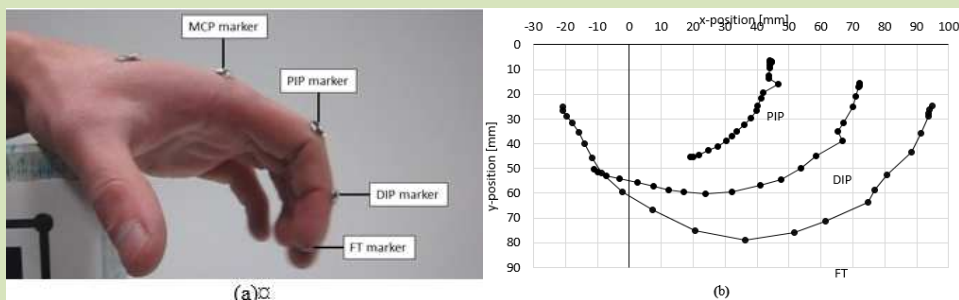 MCP marker
PIP marker
DIP marker
FT marker
(a)¤
x-position [mm]
-30 -20 -10 0 10 20 30 40 50 60 70 80 90 100
y-position [mm]
0
10
20
30
40
50
60
70
80
90
PIP
DIP
FT
(b)